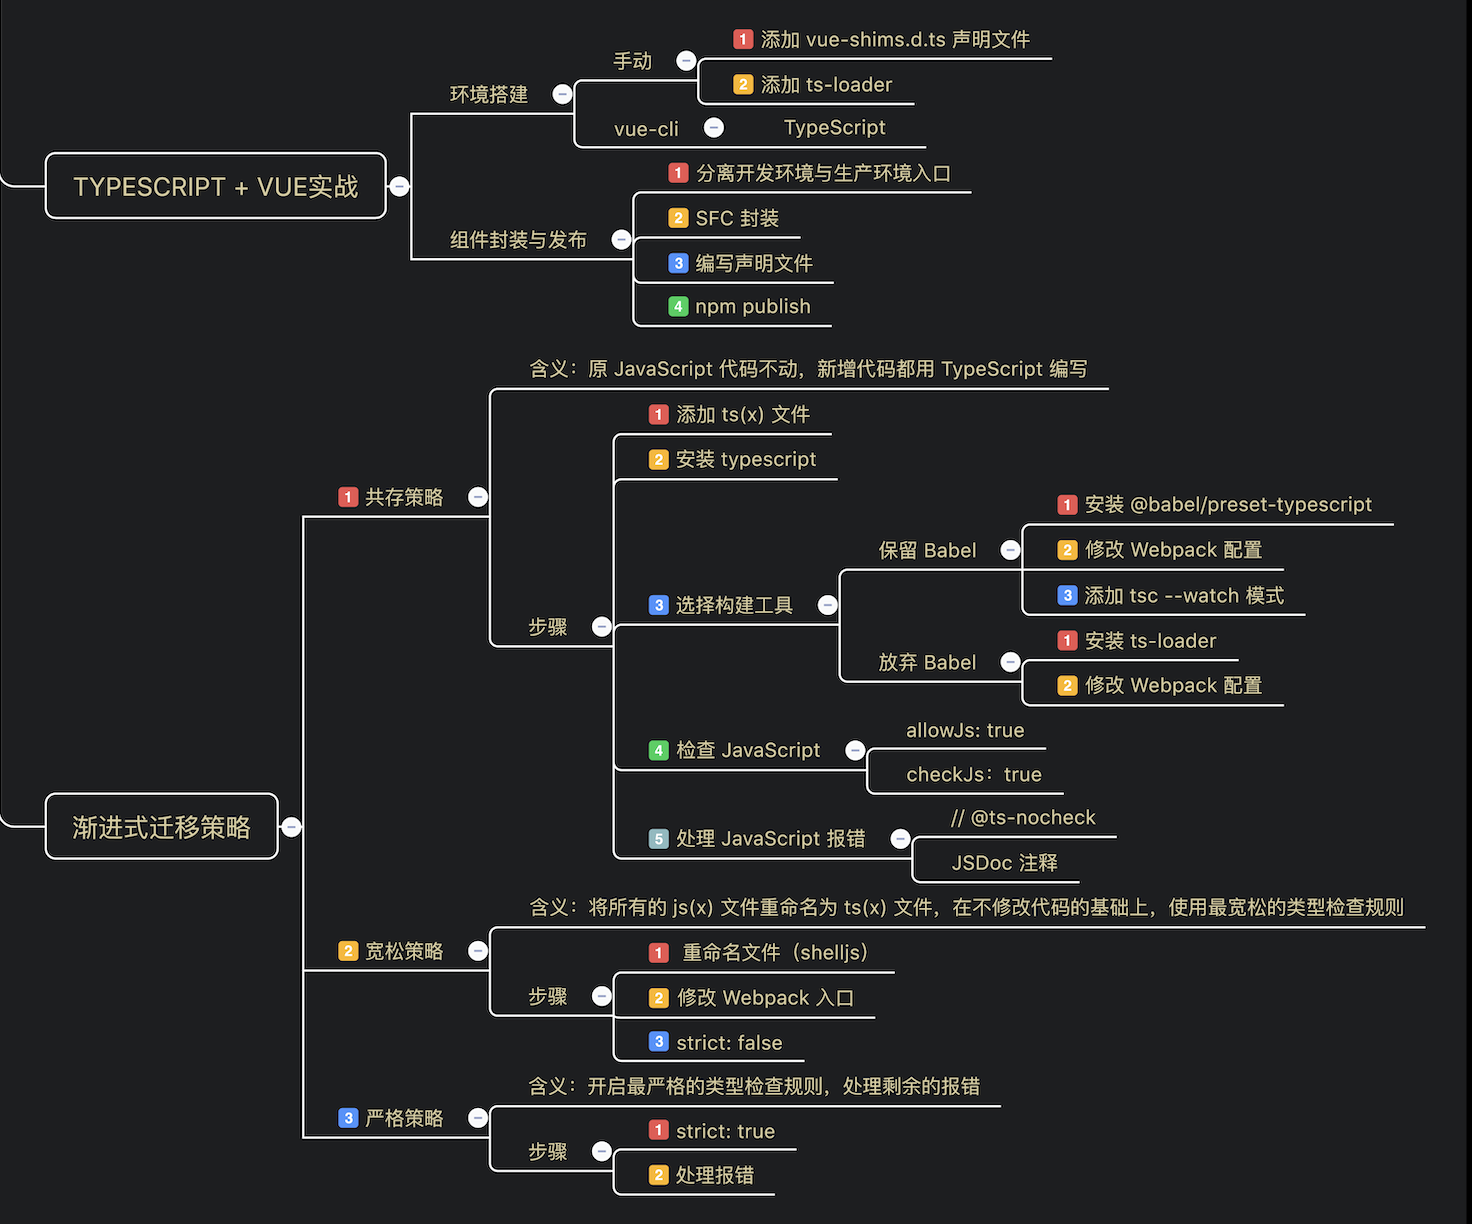 TYPESCRIPT + VUE实战
环境搭建
手动
1 添加 vue-shims.d.ts 声明文件
2 添加 ts-loader
vue-cli
TypeScript
组件封装与发布
1 分离开发环境与生产环境入口
2 SFC 封装
3 编写声明文件
4 npm publish
渐进式迁移策略
1 共存策略
含义：原 JavaScript 代码不动，新增代码都用 TypeScript 编写
步骤
1 添加 ts(x) 文件
2 安装 typescript
3 选择构建工具
保留 Babel
1 安装 @babel/preset-typescript
2 修改 Webpack 配置
3 添加 tsc --watch 模式
放弃 Babel
1 安装 ts-loader
2 修改 Webpack 配置
4 检查 JavaScript
allowJs: true
checkJs：true
5 处理 JavaScript 报错
// @ts-nocheck
JSDoc 注释
2 宽松策略
含义：将所有的 js(x) 文件重命名为 ts(x) 文件，在不修改代码的基础上，使用最宽松的类型检查规则
步骤
1 重命名文件（shelljs）
2 修改 Webpack 入口
3 strict: false
3 严格策略
含义：开启最严格的类型检查规则，处理剩余的报错
步骤
1 strict: true
2 处理报错